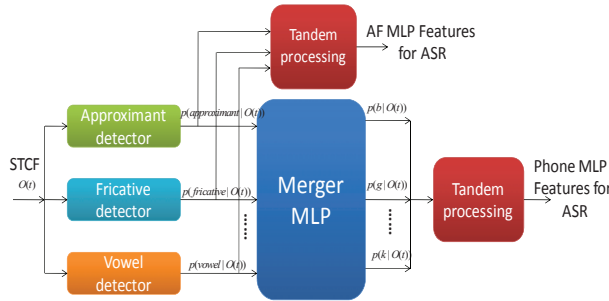 Tandem
processing
AF MLP Features
for ASR
STCF
O(t)
Approximant
detector
p(approximant | O(t))
Fricative
detector
p(fricative | O(t))
Vowel
detector
p(vowel | O(t))
Merger
MLP
p(b | O(t))
p(g | O(t))
p(k | O(t))
Tandem
processing
Phone MLP
Features for
ASR